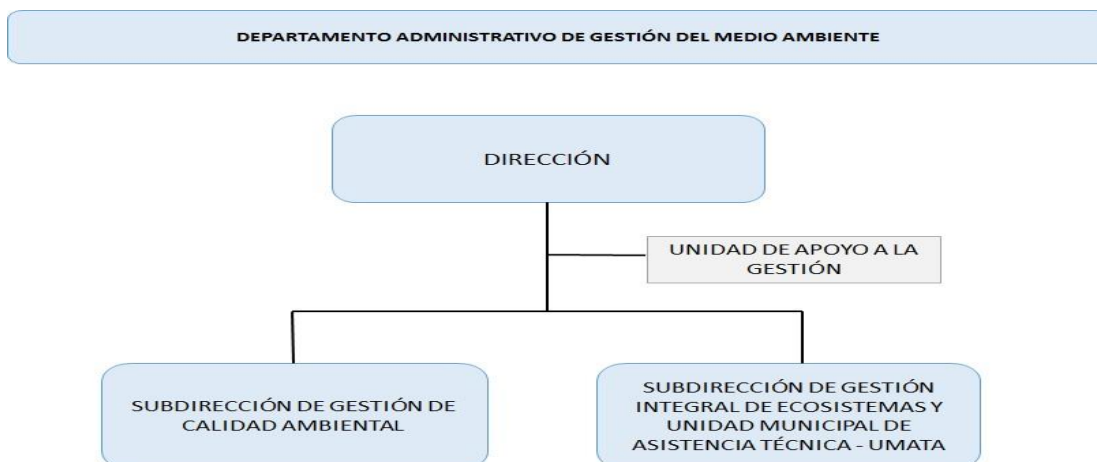 DEPARTAMENTO ADMINISTRATIVO DE GESTIÓN DEL MEDIO AMBIENTE
DIRECCIÓN
UNIDAD DE APOYO A LA
GESTIÓN
SUBDIRECCIÓN DE GESTIÓN DE
CALIDAD AMBIENTAL
SUBDIRECCIÓN DE GESTIÓN
INTEGRAL DE ECOSISTEMAS Y
UNIDAD MUNICIPAL DE
ASISTENCIA TÉCNICA - UMATA